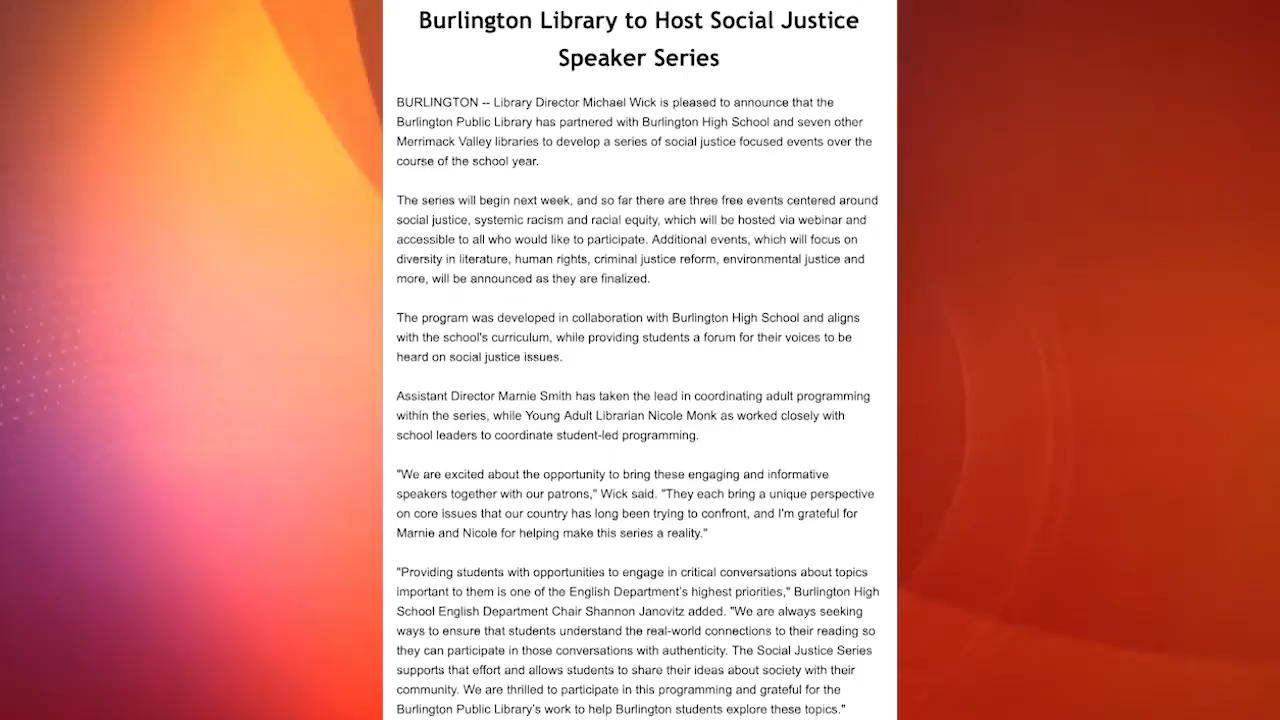 Burlington Library to Host Social Justice
Speaker Series
BURLINGTON -- Library Director Michael Wick is pleased to announce that the
Burlington Public Library has partnered with Burlington High School and seven other
Merrimack Valley libraries to develop a series of social justice focused events over the
course of the school year.
The series will begin next week, and so far there are three free events centered around
social justice, systemic racism and racial equity, which will be hosted via webinar and
accessible to all who would like to participate. Additional events, which will focus on
diversity in literature, human rights, criminal justice reform, environmental justice and
more, will be announced as they are finalized.
The program was developed in collaboration with Burlington High School and aligns
with the school's curriculum, while providing students a forum for their voices to be
heard on social justice issues.
Assistant Director Marnie Smith has taken the lead in coordinating adult programming
within the series, while Young Adult Librarian Nicole Monk as worked closely with
school leaders to coordinate student-led programming.
"We are excited about the opportunity to bring these engaging and informative
speakers together with our patrons," Wick said. "They each bring a unique perspective
on core issues that our country has long been trying to confront, and I'm grateful for
Marnie and Nicole for helping make this series a reality."
"Providing students with opportunities to engage in critical conversations about topics
important to them is one of the English Department's highest priorities," Burlington High
School English Department Chair Shannon Janovitz added. "We are always seeking
ways to ensure that students understand the real-world connections to their reading so
they can participate in those conversations with authenticity. The Social Justice Series
supports that effort and allows students to share their ideas about society with their
community. We are thrilled to participate in this programming and grateful for the
Burlington Public Library's work to help Burlington students explore these topics."